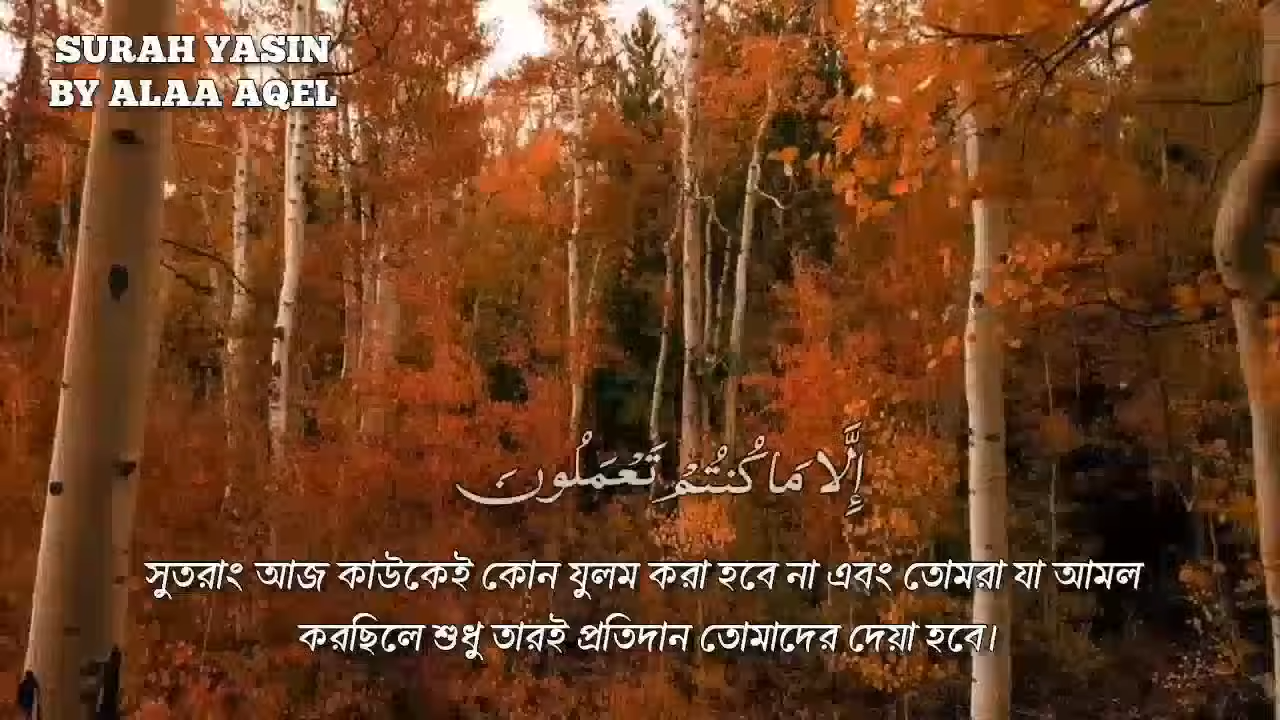 SURAH YASIN
BY ALAA AQEL
إِلَّا مَا كُنتُمْ تَعْمَلُونَ
সুতরাং আজ কাউকেই কোন যুলম করা হবে না এবং তোমরা যা আমল
করছিলে শুধু তারই প্রতিদান তোমাদের দেয়া হবে।